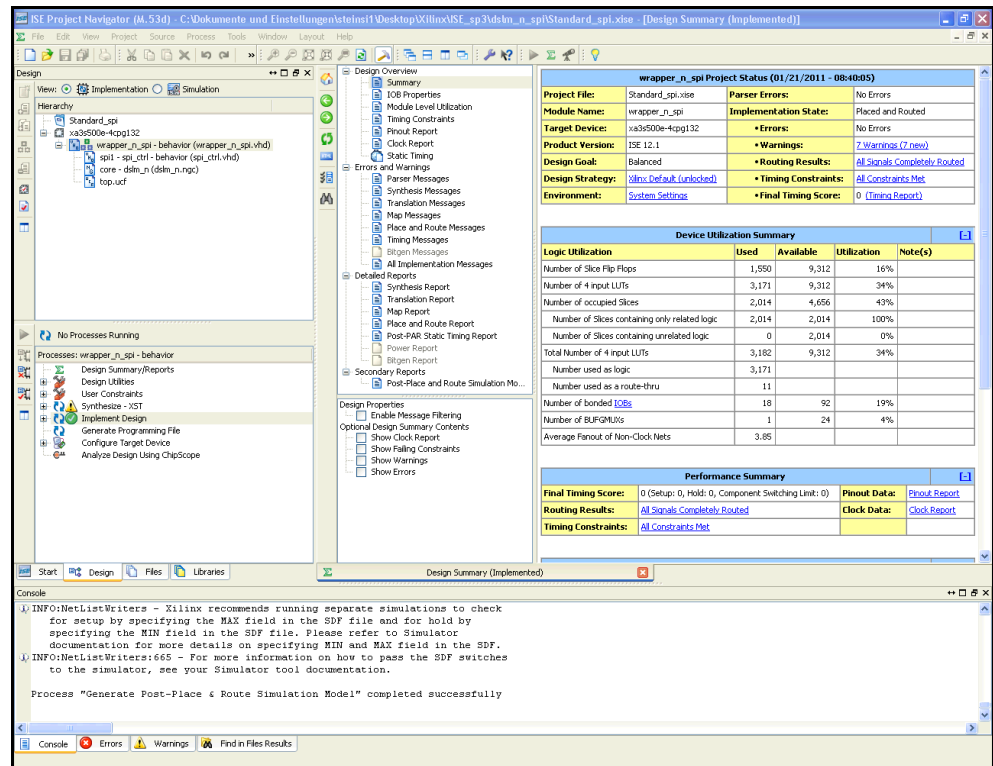 ISE Project Navigator (M.53d) - C:\Dokumente und Einstellungen\steinsi1\Desktop\Xilinx\ISE_sp3\dslm_n_spi\Standard_spi.xise - [Design Summary (Implemented)]
File Edit View Project Source Process Tools Window Layout Help
Design
View: Implementation Simulation
Hierarchy
Standard_spi
xa3s500e-4cpg132
wrapper_n_spi - behavior (wrapper_n_spi.vhd)
spi1 - spi_ctrl - behavior (spi_ctrl.vhd)
core - dslm_n (dslm_n.ngc)
top.ucf
No Processes Running
Processes: wrapper_n_spi - behavior
Design Summary/Reports
Design Utilities
User Constraints
Synthesize - XST
Implement Design
Generate Programming File
Configure Target Device
Analyze Design Using ChipScope
Start Design Files Libraries
Design Overview
Summary
IOB Properties
Module Level Utilization
Timing Constraints
Pinout Report
Clock Report
Static Timing
Errors and Warnings
Parser Messages
Synthesis Messages
Translation Messages
Map Messages
Place and Route Messages
Timing Messages
Bitgen Messages
All Implementation Messages
Detailed Reports
Synthesis Report
Translation Report
Map Report
Place and Route Report
Post-PAR Static Timing Report
Power Report
Bitgen Report
Secondary Reports
Post-Place and Route Simulation Mo...
Design Properties
Enable Message Filtering
Optional Design Summary Contents
Show Clock Report
Show Failing Constraints
Show Warnings
Show Errors
wrapper_n_spi Project Status (01/21/2011 - 08:40:05)
Project File: Standard_spi.xise Parser Errors: No Errors
Module Name: wrapper_n_spi Implementation State: Placed and Routed
Target Device: xa3s500e-4cpg132 •Errors: No Errors
Product Version: ISE 12.1 •Warnings: 7 Warnings (7 new)
Design Goal: Balanced •Routing Results: All Signals Completely Routed
Design Strategy: Xilinx Default (unlocked) •Timing Constraints: All Constraints Met
Environment: System Settings •Final Timing Score: 0 (Timing Report)
Device Utilization Summary [-]
Logic Utilization Used Available Utilization Note(s)
Number of Slice Flip Flops 1,550 9,312 16%
Number of 4 input LUTs 3,171 9,312 34%
Number of occupied Slices 2,014 4,656 43%
Number of Slices containing only related logic 2,014 2,014 100%
Number of Slices containing unrelated logic 0 2,014 0%
Total Number of 4 input LUTs 3,182 9,312 34%
Number used as logic 3,171
Number used as a route-thru 11
Number of bonded IOBs 18 92 19%
Number of BUFGMUXs 1 24 4%
Average Fanout of Non-Clock Nets 3.85
Performance Summary [-]
Final Timing Score: 0 (Setup: 0, Hold: 0, Component Switching Limit: 0) Pinout Data: Pinout Report
Routing Results: All Signals Completely Routed Clock Data: Clock Report
Timing Constraints: All Constraints Met
Design Summary (Implemented)
Console
INFO:NetListWriters - Xilinx recommends running separate simulations to check
for setup by specifying the MAX field in the SDF file and for hold by
specifying the MIN field in the SDF file. Please refer to Simulator
documentation for more details on specifying MIN and MAX field in the SDF.
INFO:NetListWriters:665 - For more information on how to pass the SDF switches
to the simulator, see your Simulator tool documentation.
Process "Generate Post-Place & Route Simulation Model" completed successfully
Console Errors Warnings Find in Files Results